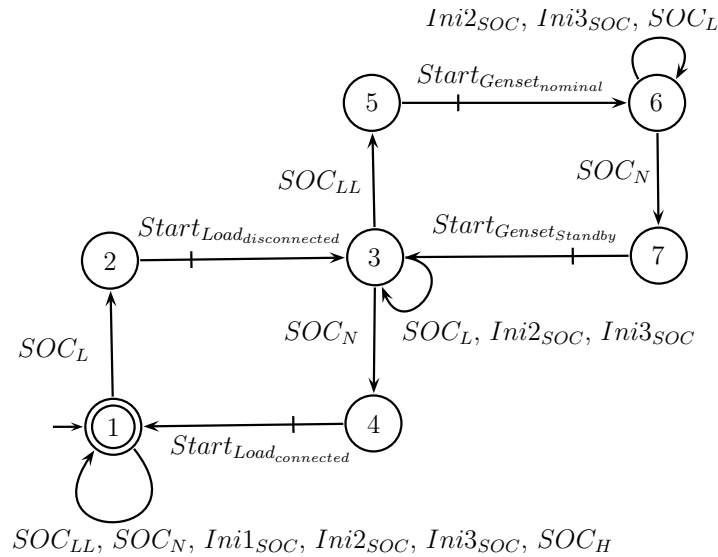 Ini2_SOC, Ini3_SOC, SOC_L
5
Start_Genset_nominal
6
SOC_LL
SOC_N
Start_Load_disconnected
Start_Genset_Standby
2
3
7
SOC_L
SOC_N
SOC_L, Ini2_SOC, Ini3_SOC
1
4
Start_Load_connected
SOC_LL, SOC_N, Ini1_SOC, Ini2_SOC, Ini3_SOC, SOC_H